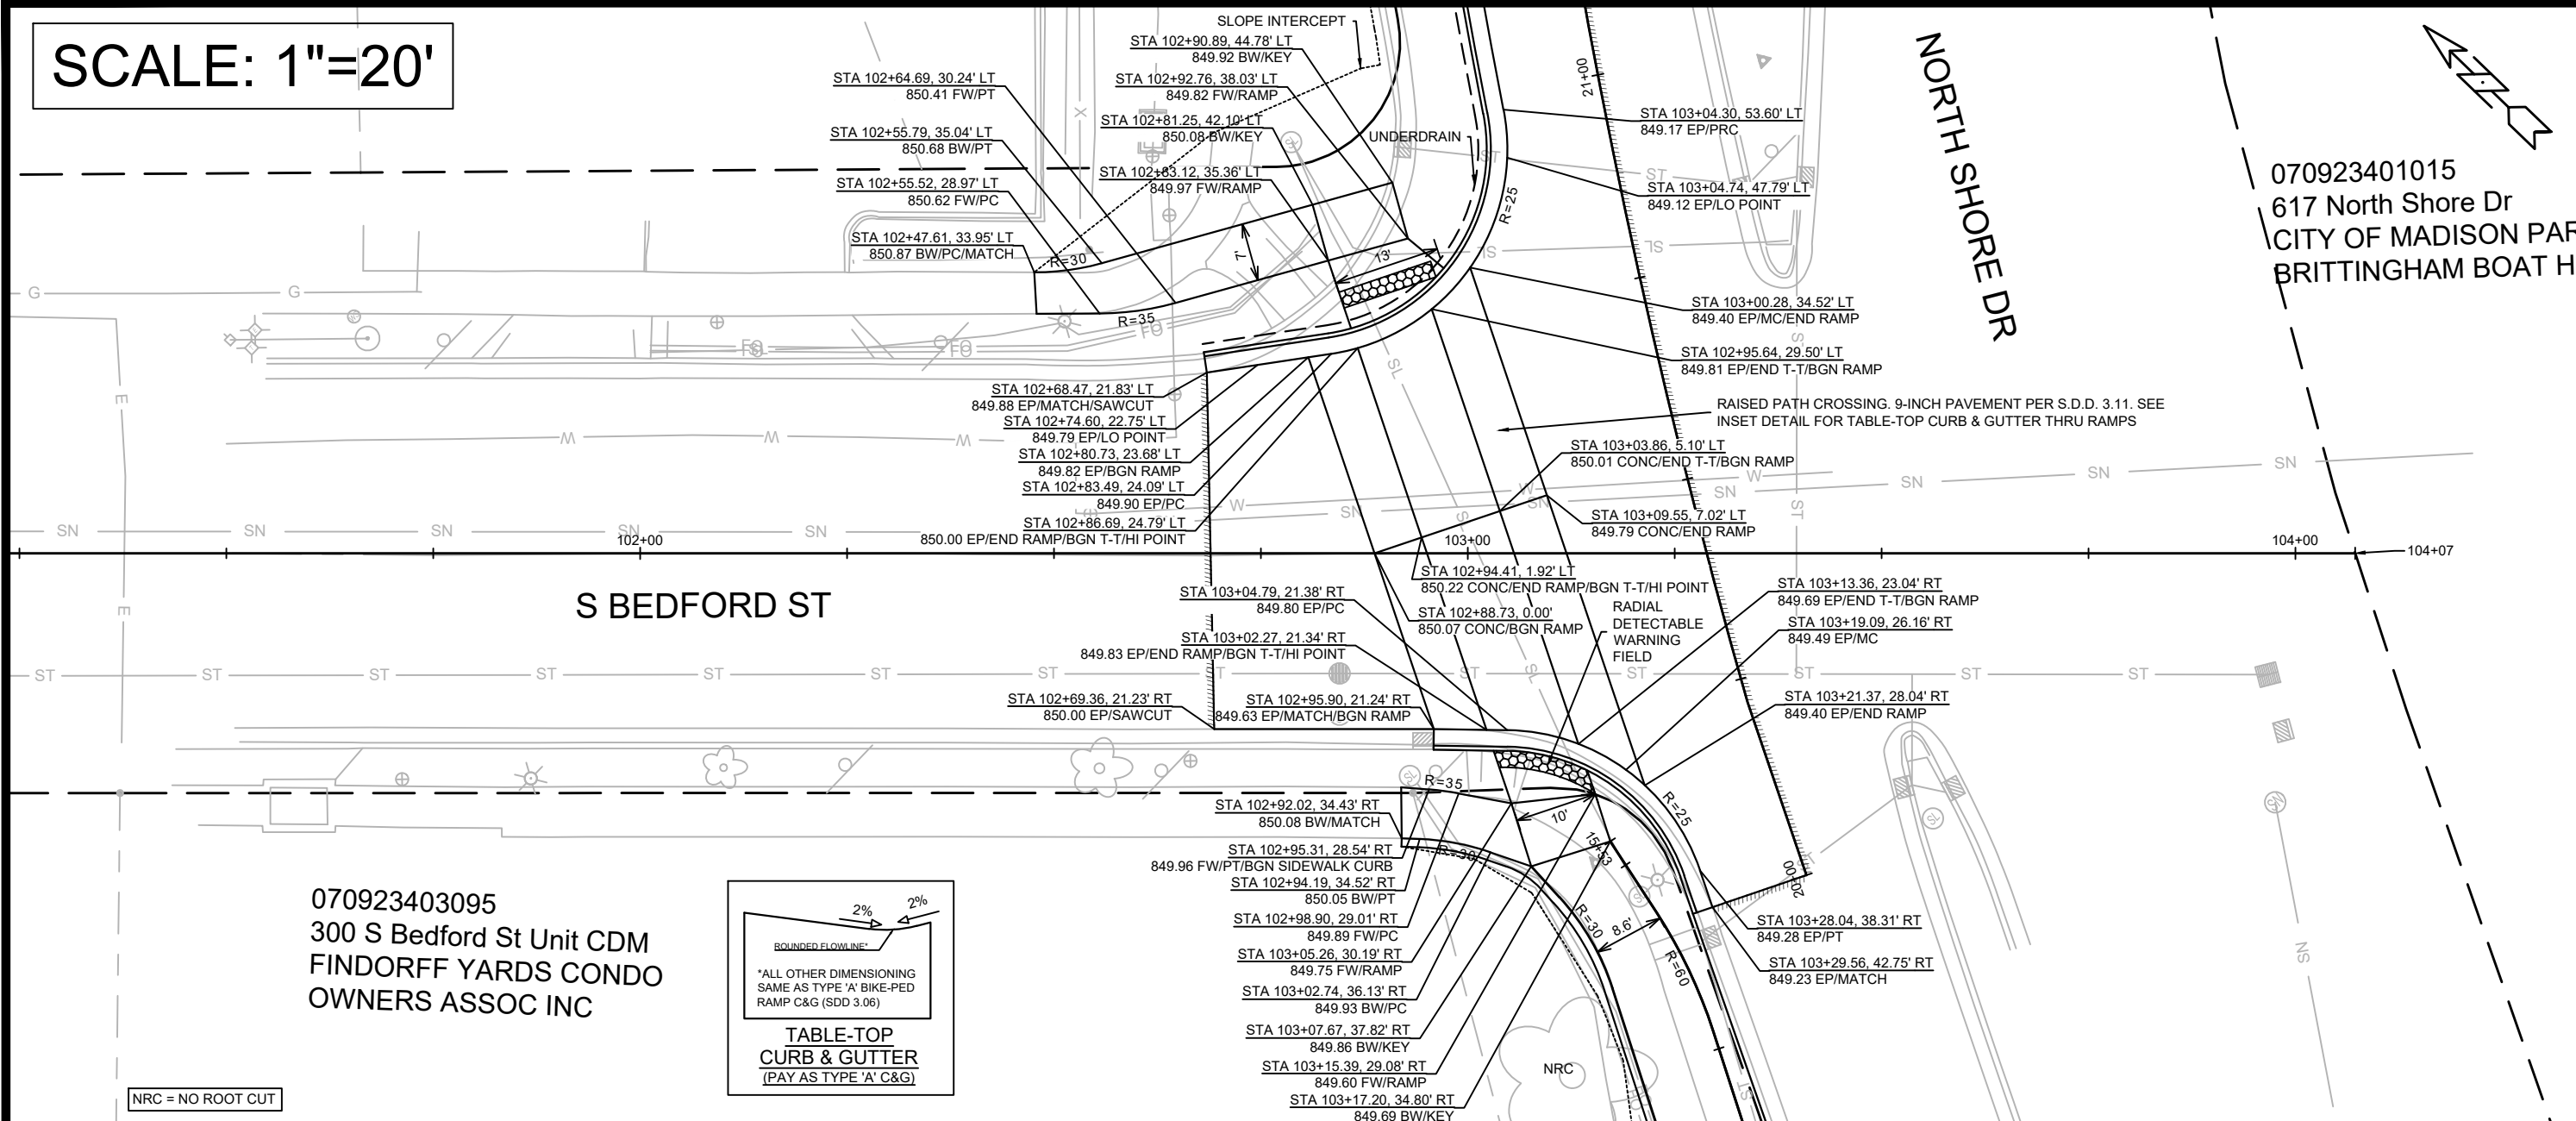 SCALE: 1"=20'
SLOPE INTERCEPT
STA 102+90.89, 44.78' LT
849.92 BW/KEY
STA 102+64.69, 30.24' LT
850.41 FW/PT
STA 102+92.76, 38.03' LT
849.82 FW/RAMP
STA 102+55.79, 35.04' LT
850.68 BW/PT
STA 102+81.25, 42.10' LT
850.08 BW/KEY
UNDERDRAIN
STA 102+55.52, 28.97' LT
850.62 FW/PC
STA 102+83.12, 35.36' LT
849.97 FW/RAMP
STA 102+47.61, 33.95' LT
850.87 BW/PC/MATCH
R=30
R=35
7'
13'
R=25
21+00
STA 103+04.30, 53.60' LT
849.17 EP/PRC
STA 103+04.74, 47.79' LT
849.12 EP/LO POINT
STA 103+00.28, 34.52' LT
849.40 EP/MC/END RAMP
STA 102+95.64, 29.50' LT
849.81 EP/END T-T/BGN RAMP
NORTH SHORE DR
070923401015
617 North Shore Dr
CITY OF MADISON PAR
BRITTINGHAM BOAT H
RAISED PATH CROSSING. 9-INCH PAVEMENT PER S.D.D. 3.11. SEE
INSET DETAIL FOR TABLE-TOP CURB & GUTTER THRU RAMPS
STA 102+68.47, 21.83' LT
849.88 EP/MATCH/SAWCUT
STA 102+74.60, 22.75' LT
849.79 EP/LO POINT
STA 102+80.73, 23.68' LT
849.82 EP/BGN RAMP
STA 102+83.49, 24.09' LT
849.90 EP/PC
STA 102+86.69, 24.79' LT
850.00 EP/END RAMP/BGN T-T/HI POINT
STA 103+03.86, 5.10' LT
850.01 CONC/END T-T/BGN RAMP
STA 103+09.55, 7.02' LT
849.79 CONC/END RAMP
102+00
103+00
104+00
104+07
S BEDFORD ST
STA 102+94.41, 1.92' LT
850.22 CONC/END RAMP/BGN T-T/HI POINT
STA 102+88.73, 0.00'
850.07 CONC/BGN RAMP
RADIAL
DETECTABLE
WARNING
FIELD
STA 103+04.79, 21.38' RT
849.80 EP/PC
STA 103+02.27, 21.34' RT
849.83 EP/END RAMP/BGN T-T/HI POINT
STA 102+69.36, 21.23' RT
850.00 EP/SAWCUT
STA 102+95.90, 21.24' RT
849.63 EP/MATCH/BGN RAMP
STA 103+13.36, 23.04' RT
849.69 EP/END T-T/BGN RAMP
STA 103+19.09, 26.16' RT
849.49 EP/MC
STA 103+21.37, 28.04' RT
849.40 EP/END RAMP
R=35
10'
R=25
15+53
R=30
R=30
8.6'
R=60
20+00
STA 102+92.02, 34.43' RT
850.08 BW/MATCH
STA 102+95.31, 28.54' RT
849.96 FW/PT/BGN SIDEWALK CURB
STA 102+94.19, 34.52' RT
850.05 BW/PT
STA 102+98.90, 29.01' RT
849.89 FW/PC
STA 103+05.26, 30.19' RT
849.75 FW/RAMP
STA 103+02.74, 36.13' RT
849.93 BW/PC
STA 103+07.67, 37.82' RT
849.86 BW/KEY
STA 103+15.39, 29.08' RT
849.60 FW/RAMP
STA 103+17.20, 34.80' RT
849.69 BW/KEY
STA 103+28.04, 38.31' RT
849.28 EP/PT
STA 103+29.56, 42.75' RT
849.23 EP/MATCH
NRC
070923403095
300 S Bedford St Unit CDM
FINDORFF YARDS CONDO
OWNERS ASSOC INC
2%
2%
ROUNDED FLOWLINE*
*ALL OTHER DIMENSIONING
SAME AS TYPE 'A' BIKE-PED
RAMP C&G (SDD 3.06)
TABLE-TOP
CURB & GUTTER
(PAY AS TYPE 'A' C&G)
NRC = NO ROOT CUT